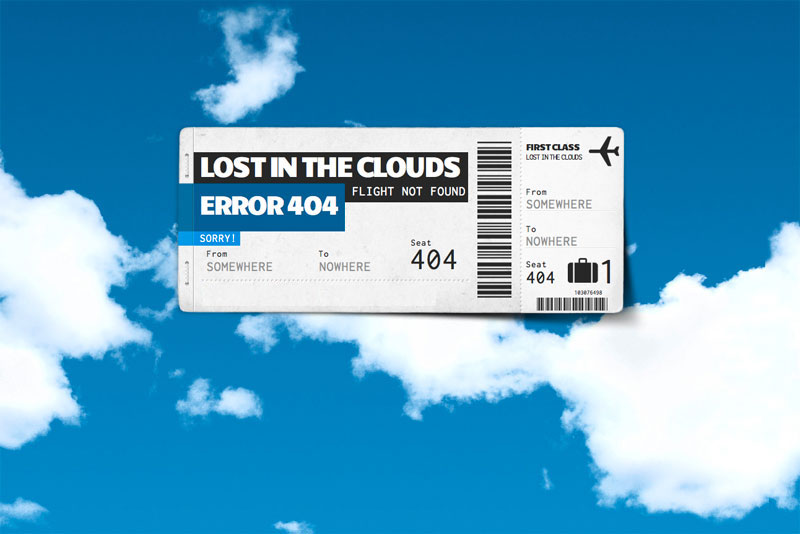 LOST IN THE CLOUDS
FLIGHT NOT FOUND
ERROR 404
SORRY!
From
SOMEWHERE
To
NOWHERE
Seat
404
FIRST CLASS
LOST IN THE CLOUDS
From
SOMEWHERE
To
NOWHERE
Seat
404
1
103076498